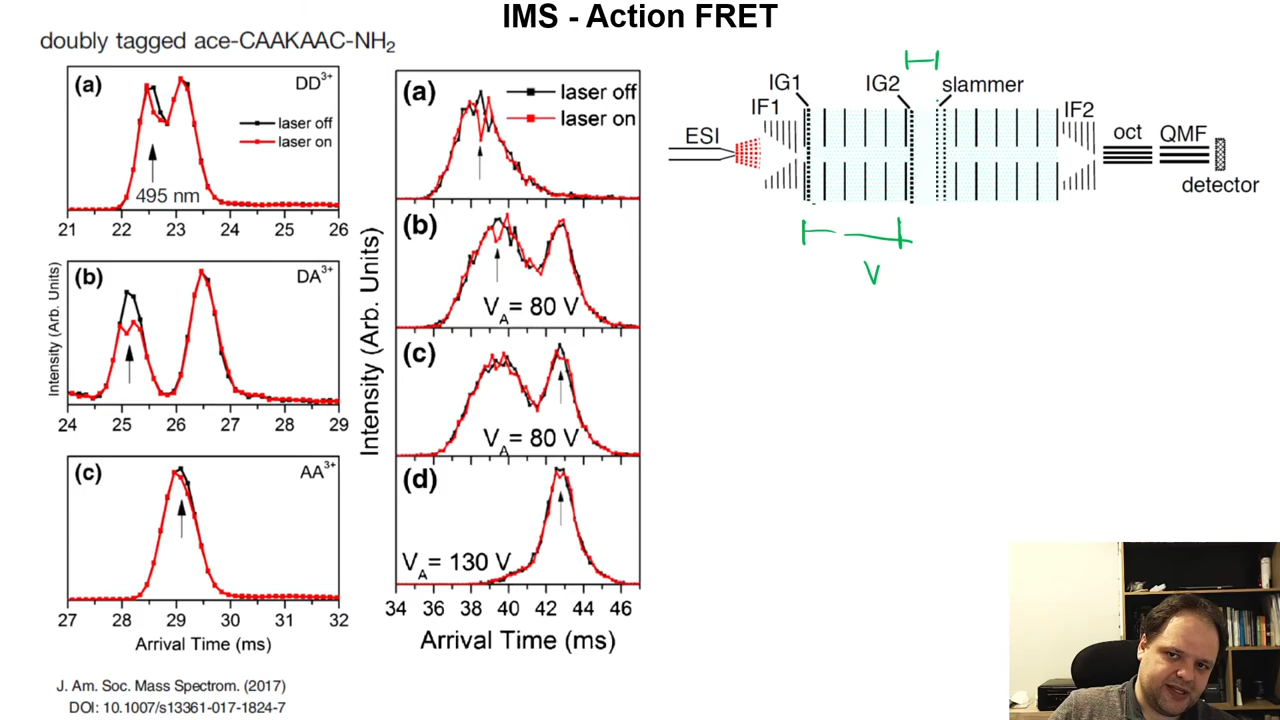 IMS - Action FRET
doubly tagged ace-CAAKAAC-NH₂
(a) DD³⁺
laser off
laser on
495 nm
21 22 23 24 25 26
(b) DA³⁺
24 25 26 27 28 29
(c) AA³⁺
27 28 29 30 31 32
Arrival Time (ms)
Intensity (Arb. Units)
J. Am. Soc. Mass Spectrom. (2017)
DOI: 10.1007/s13361-017-1824-7
(a)
laser off
laser on
(b)
V_A = 80 V
(c)
V_A = 80 V
(d)
V_A = 130 V
34 36 38 40 42 44 46
Arrival Time (ms)
Intensity (Arb. Units)
IG1
IG2
slammer
IF1
IF2
ESI
oct
QMF
detector
V